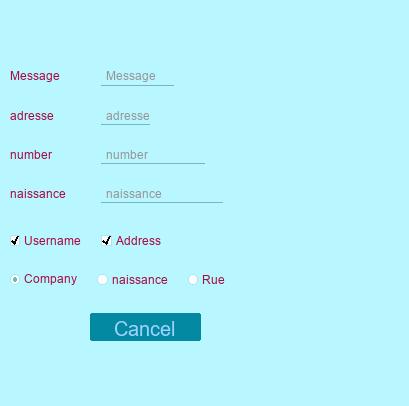 Message Message
adresse adresse
number number
naissance naissance
Username Address
Company naissance Rue
Cancel